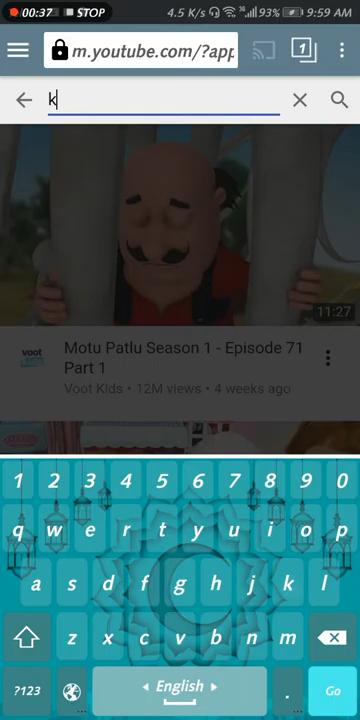 00:37 STOP 4.5 K/s 93% 9:59 AM
m.youtube.com/?app 1
k
11:27
voot Motu Patlu Season 1 - Episode 71
Part 1
Voot Kids • 12M views • 4 weeks ago
1 2 3 4 5 6 7 8 9 0
q w e r t y u i o p
a s d f g h j k l
z x c v b n m
?123 English . Go